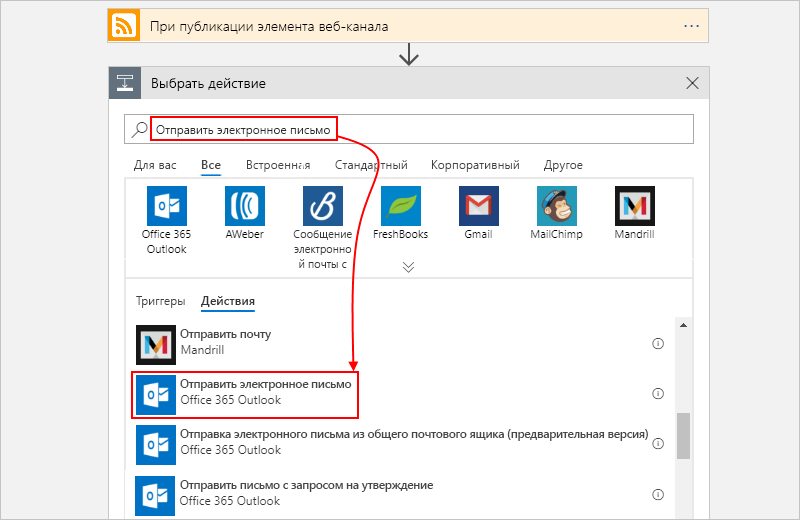 При публикации элемента веб-канала
Выбрать действие
Отправить электронное письмо
Для вас Все Встроенная Стандартный Корпоративный Другое
Office 365 Outlook
AWeber
Сообщение электронной почты с
FreshBooks
Gmail
MailChimp
Mandrill
Триггеры Действия
Отправить почту
Mandrill
Отправить электронное письмо
Office 365 Outlook
Отправка электронного письма из общего почтового ящика (предварительная версия)
Office 365 Outlook
Отправить письмо с запросом на утверждение
Office 365 Outlook